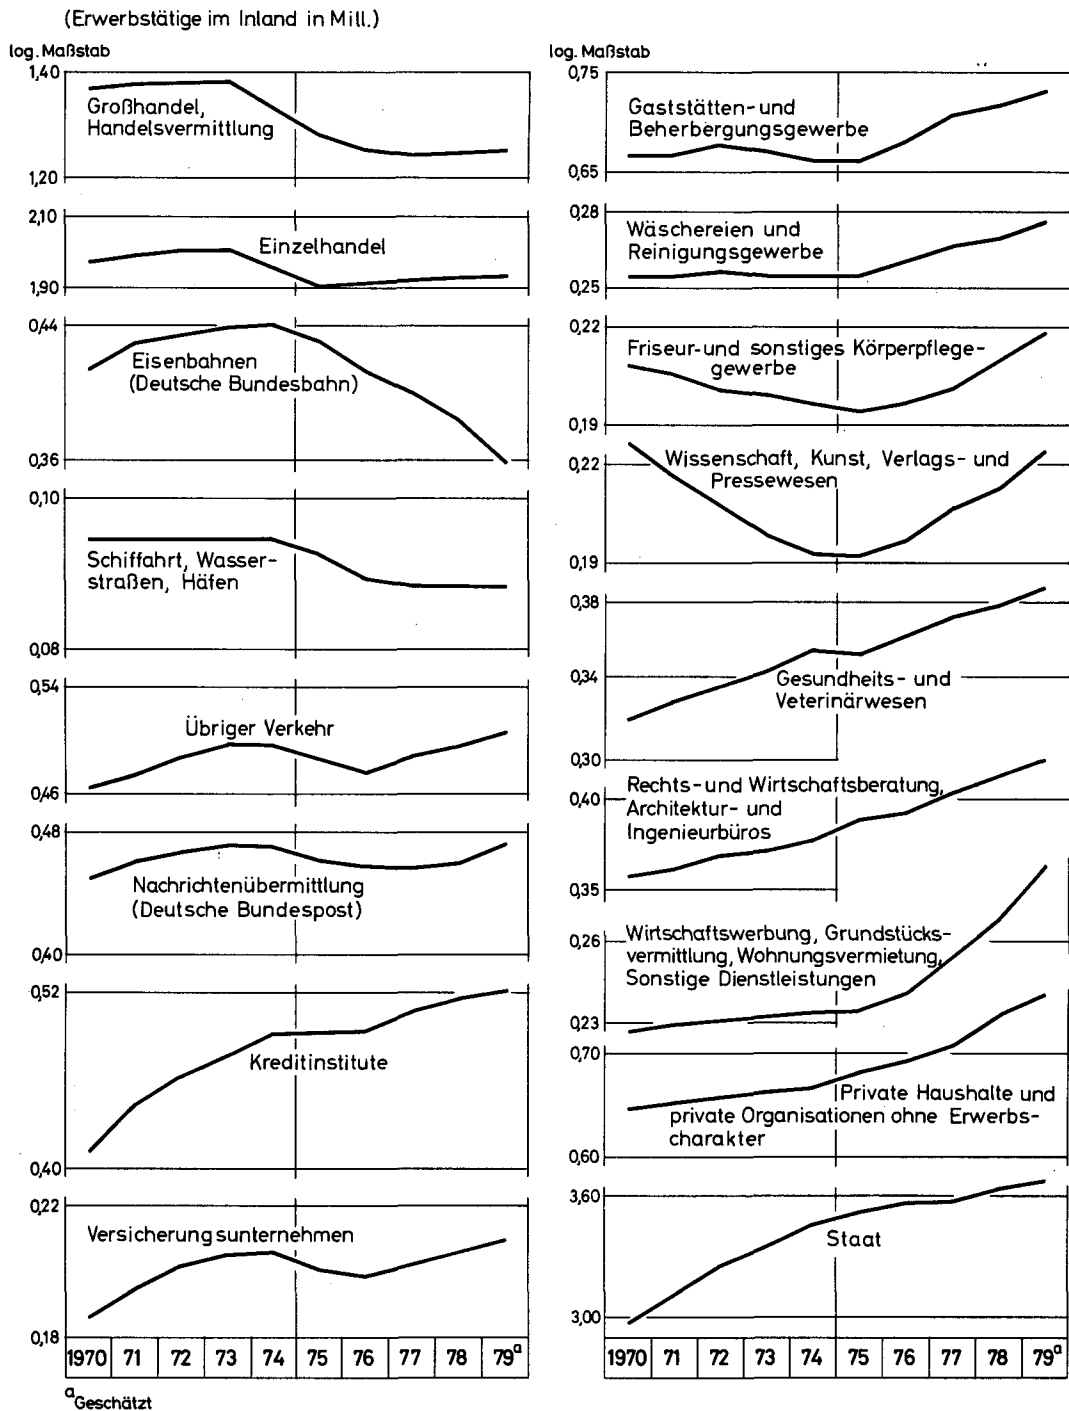 (Erwerbstätige im Inland in Mill.)
log. Maßstab
1,40
Großhandel,
Handelsvermittlung
1,20
2,10
Einzelhandel
1,90
0,44
Eisenbahnen
(Deutsche Bundesbahn)
0,36
0,10
Schiffahrt, Wasser-
straßen, Häfen
0,08
0,54
Übriger Verkehr
0,46
0,48
Nachrichtenübermittlung
(Deutsche Bundespost)
0,40
0,52
Kreditinstitute
0,40
0,22
Versicherungsunternehmen
0,18
1970 71 72 73 74 75 76 77 78 79a
a Geschätzt
log. Maßstab
0,75
Gaststätten- und
Beherbergungsgewerbe
0,65
0,28
Wäschereien und
Reinigungsgewerbe
0,25
0,22
Friseur- und sonstiges Körperpflege-
gewerbe
0,19
0,22
Wissenschaft, Kunst, Verlags- und
Pressewesen
0,19
0,38
0,34
Gesundheits- und
Veterinärwesen
0,30
Rechts- und Wirtschaftsberatung,
0,40
Architektur- und
Ingenieurbüros
0,35
Wirtschaftswerbung, Grundstücks-
0,26
vermittlung, Wohnungsvermietung,
Sonstige Dienstleistungen
0,23
0,70
Private Haushalte und
private Organisationen ohne Erwerbs-
charakter
0,60
3,60
Staat
3,00
1970 71 72 73 74 75 76 77 78 79a